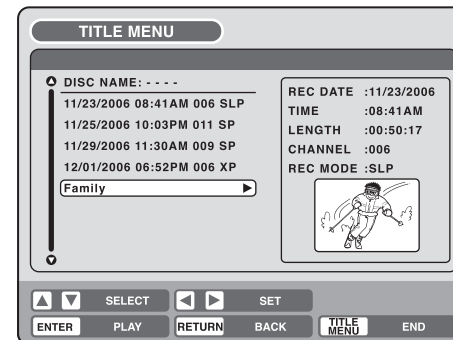 TITLE MENU
DISC NAME: - - - -
11/23/2006 08:41AM 006 SLP
11/25/2006 10:03PM 011 SP
11/29/2006 11:30AM 009 SP
12/01/2006 06:52PM 006 XP
Family
REC DATE :11/23/2006
TIME :08:41AM
LENGTH :00:50:17
CHANNEL :006
REC MODE :SLP
SELECT SET
ENTER PLAY RETURN BACK TITLE MENU END